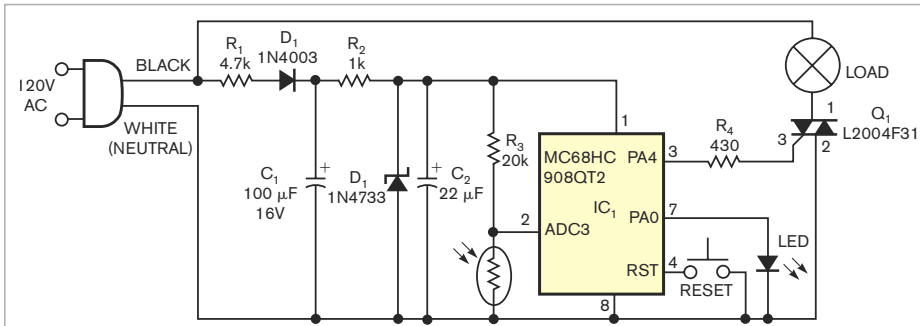 120V
AC
BLACK
WHITE
(NEUTRAL)
R1
4.7k
D1
1N4003
R2
1k
C1
100 µF
16V
D1
1N4733
C2
22 µF
R3
20k
1
MC68HC
908QT2
IC1
2
ADC3
PA4
3
PA0
7
RST
4
8
R4
430
LOAD
1
3
2
Q1
L2004F31
LED
RESET
+
+